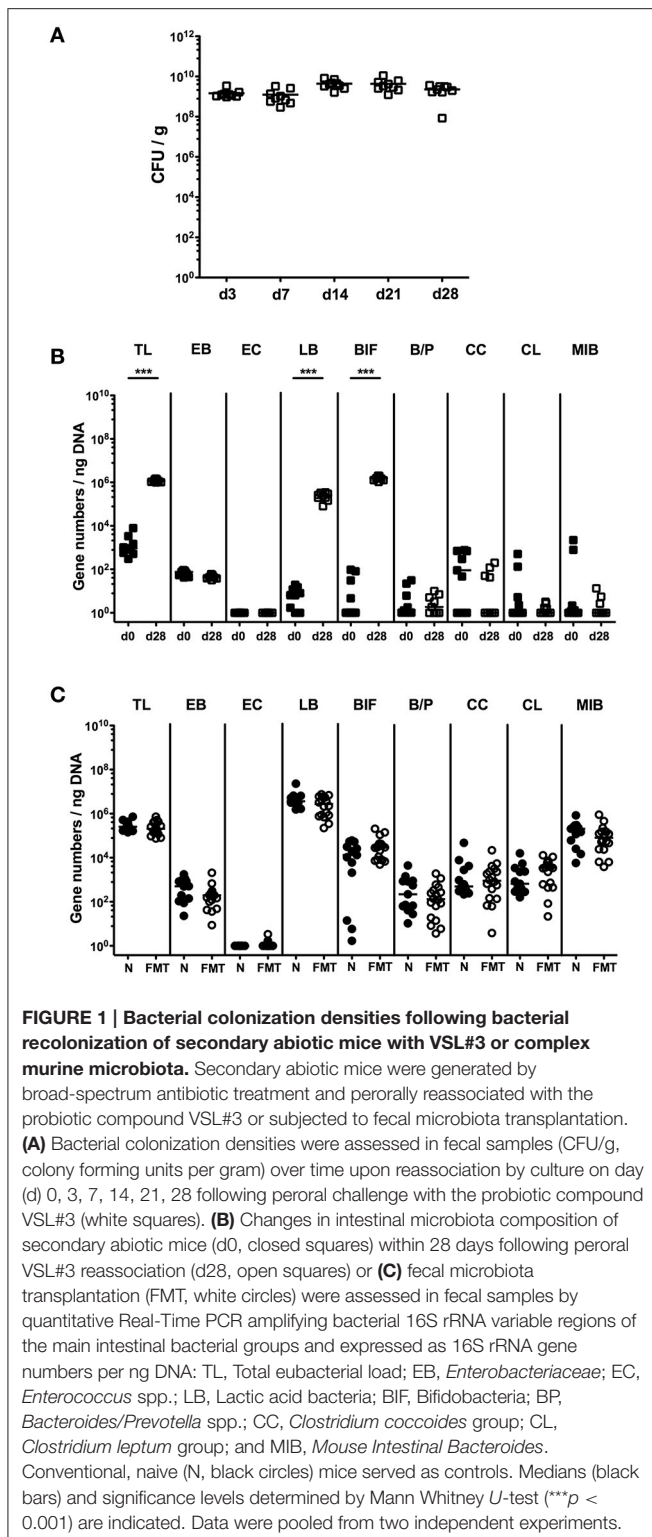 A
10¹²
10¹⁰
10⁸
10⁶
10⁴
10²
10⁰
CFU / g
d3 d7 d14 d21 d28
B
TL EB EC LB BIF B/P CC CL MIB
*** *** ***
10¹⁰
10⁸
10⁶
10⁴
10²
10⁰
Gene numbers / ng DNA
d0 d28 d0 d28 d0 d28 d0 d28 d0 d28 d0 d28 d0 d28 d0 d28 d0 d28
C
TL EB EC LB BIF B/P CC CL MIB
10¹⁰
10⁸
10⁶
10⁴
10²
10⁰
Gene numbers / ng DNA
N FMT N FMT N FMT N FMT N FMT N FMT N FMT N FMT N FMT
FIGURE 1 | Bacterial colonization densities following bacterial
recolonization of secondary abiotic mice with VSL#3 or complex
murine microbiota. Secondary abiotic mice were generated by
broad-spectrum antibiotic treatment and perorally reassociated with the
probiotic compound VSL#3 or subjected to fecal microbiota transplantation.
(A) Bacterial colonization densities were assessed in fecal samples (CFU/g,
colony forming units per gram) over time upon reassociation by culture on day
(d) 0, 3, 7, 14, 21, 28 following peroral challenge with the probiotic compound
VSL#3 (white squares). (B) Changes in intestinal microbiota composition of
secondary abiotic mice (d0, closed squares) within 28 days following peroral
VSL#3 reassociation (d28, open squares) or (C) fecal microbiota
transplantation (FMT, white circles) were assessed in fecal samples by
quantitative Real-Time PCR amplifying bacterial 16S rRNA variable regions of
the main intestinal bacterial groups and expressed as 16S rRNA gene
numbers per ng DNA: TL, Total eubacterial load; EB, Enterobacteriaceae; EC,
Enterococcus spp.; LB, Lactic acid bacteria; BIF, Bifidobacteria; BP,
Bacteroides/Prevotella spp.; CC, Clostridium coccoides group; CL,
Clostridium leptum group; and MIB, Mouse Intestinal Bacteroides.
Conventional, naive (N, black circles) mice served as controls. Medians (black
bars) and significance levels determined by Mann Whitney U-test (***p <
0.001) are indicated. Data were pooled from two independent experiments.